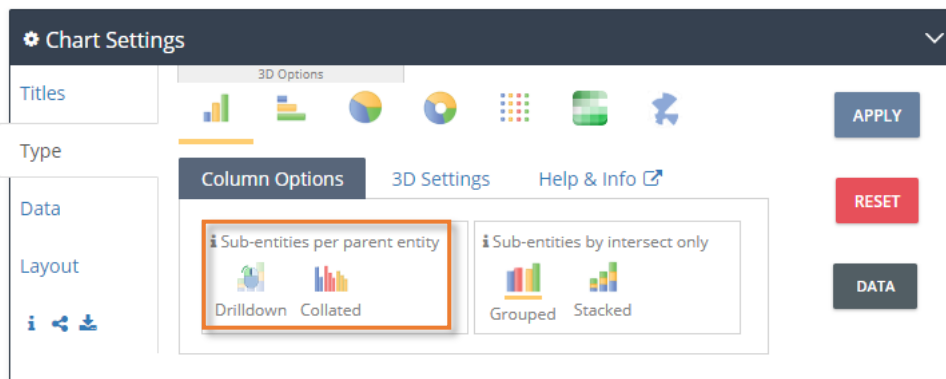 Chart Settings
3D Options
Titles
Type
Data
Layout
Column Options
3D Settings
Help & Info
Sub-entities per parent entity
Drilldown
Collated
Sub-entities by intersect only
Grouped
Stacked
APPLY
RESET
DATA